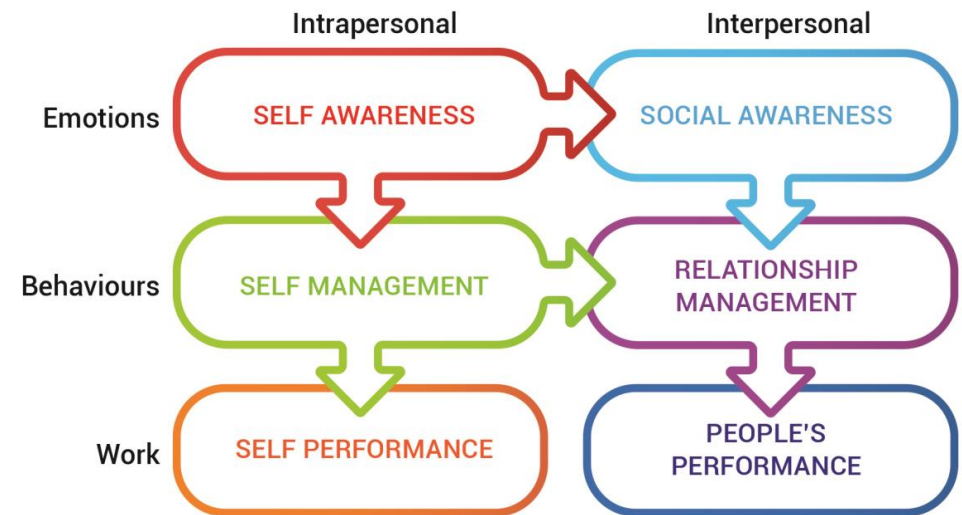 Intrapersonal
Interpersonal
Emotions
SELF AWARENESS
SOCIAL AWARENESS
Behaviours
SELF MANAGEMENT
RELATIONSHIP
MANAGEMENT
Work
SELF PERFORMANCE
PEOPLE'S
PERFORMANCE